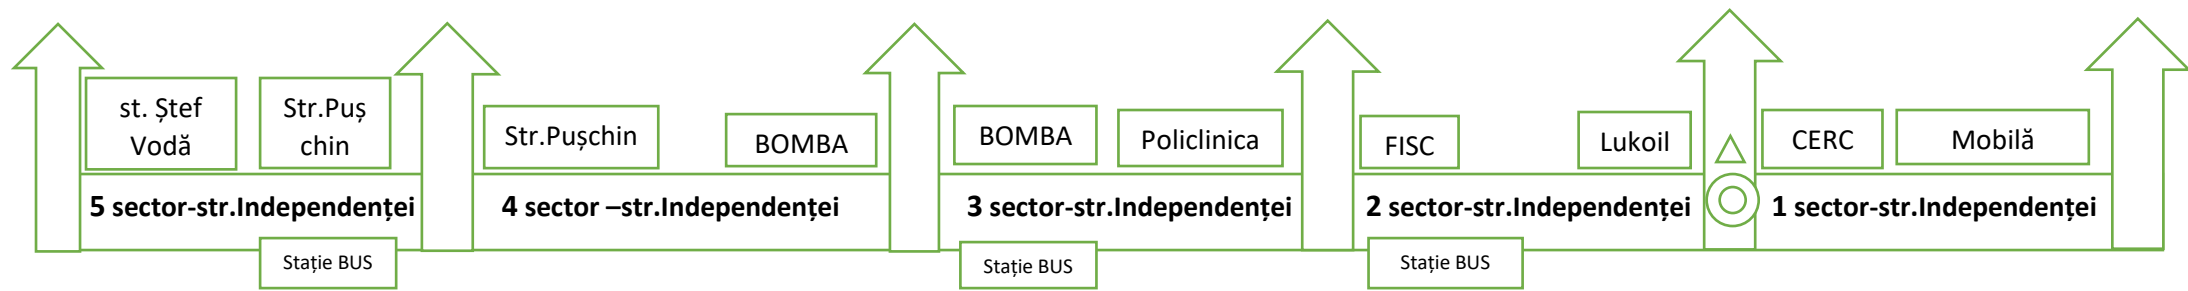 st. Ștef
Vodă
Str.Puș
chin
Str.Pușchin
BOMBA
BOMBA
Policlinica
FISC
Lukoil
CERC
Mobilă
5 sector-str.Independenței
4 sector –str.Independenței
3 sector-str.Independenței
2 sector-str.Independenței
1 sector-str.Independenței
Stație BUS
Stație BUS
Stație BUS